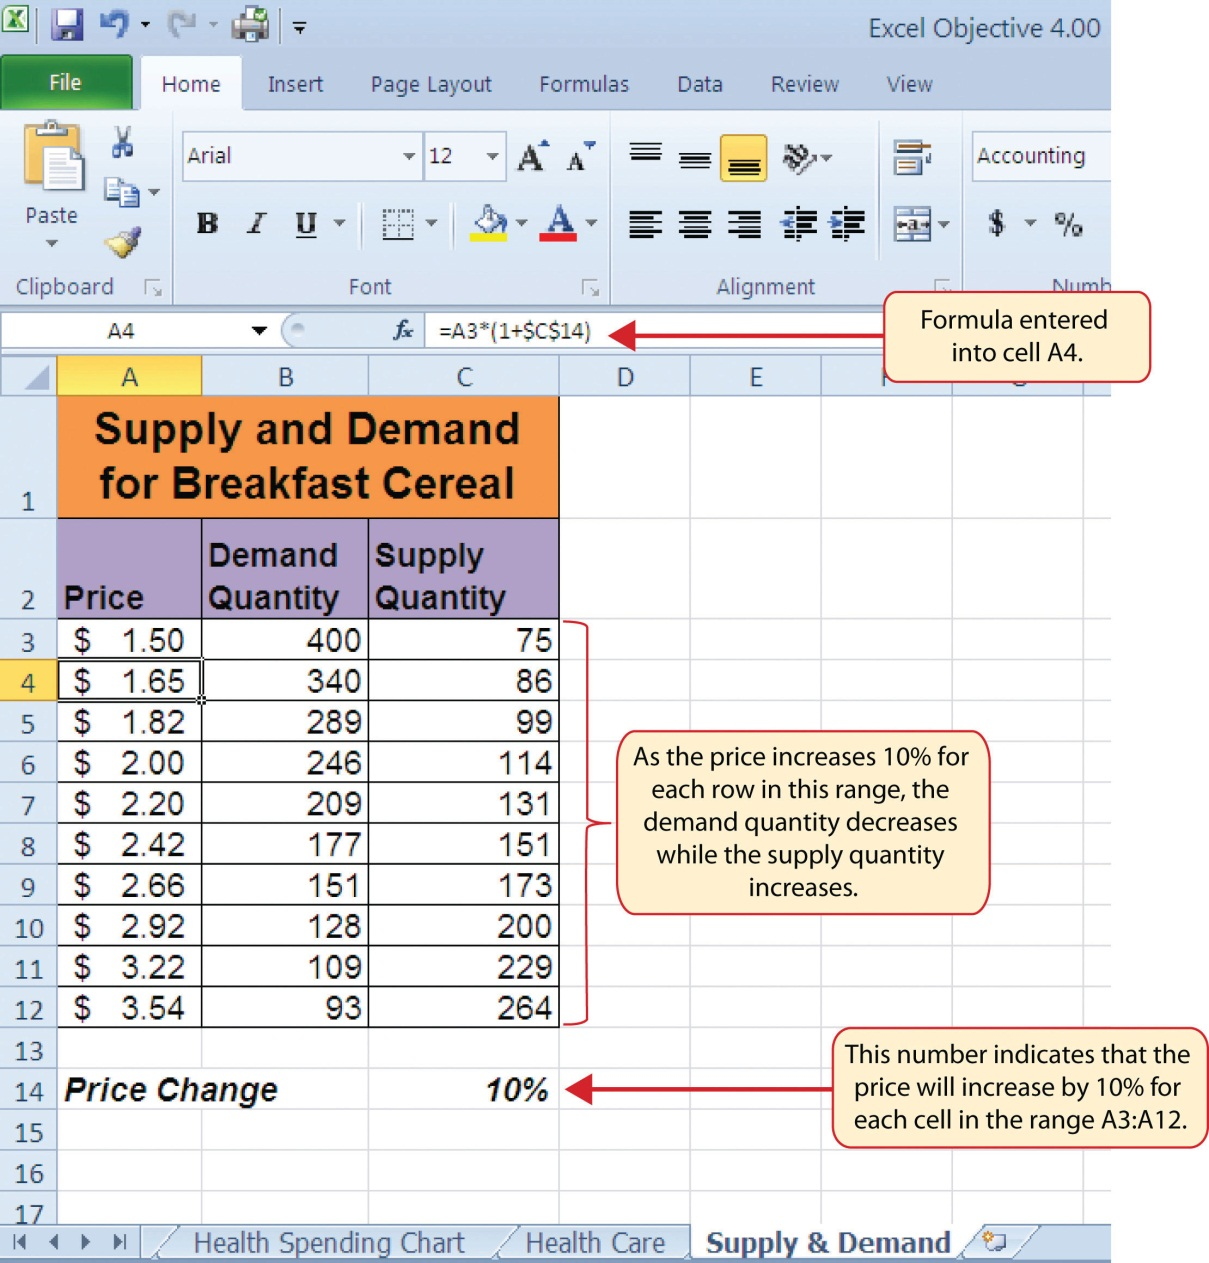 Excel Objective 4.00
File Home Insert Page Layout Formulas Data Review View
Arial 12 A A Accounting
Paste
B I U A a $ %
Clipboard Font Alignment Numb
A4 fx =A3*(1+$C$14)
Formula entered
into cell A4.
A B C D E
1 Supply and Demand
for Breakfast Cereal
2 Price Demand Quantity Supply Quantity
3 $ 1.50 400 75
4 $ 1.65 340 86
5 $ 1.82 289 99
6 $ 2.00 246 114
7 $ 2.20 209 131
8 $ 2.42 177 151
9 $ 2.66 151 173
10 $ 2.92 128 200
11 $ 3.22 109 229
12 $ 3.54 93 264
As the price increases 10% for
each row in this range, the
demand quantity decreases
while the supply quantity
increases.
13
14 Price Change 10%
This number indicates that the
price will increase by 10% for
each cell in the range A3:A12.
15
16
17
Health Spending Chart Health Care Supply & Demand